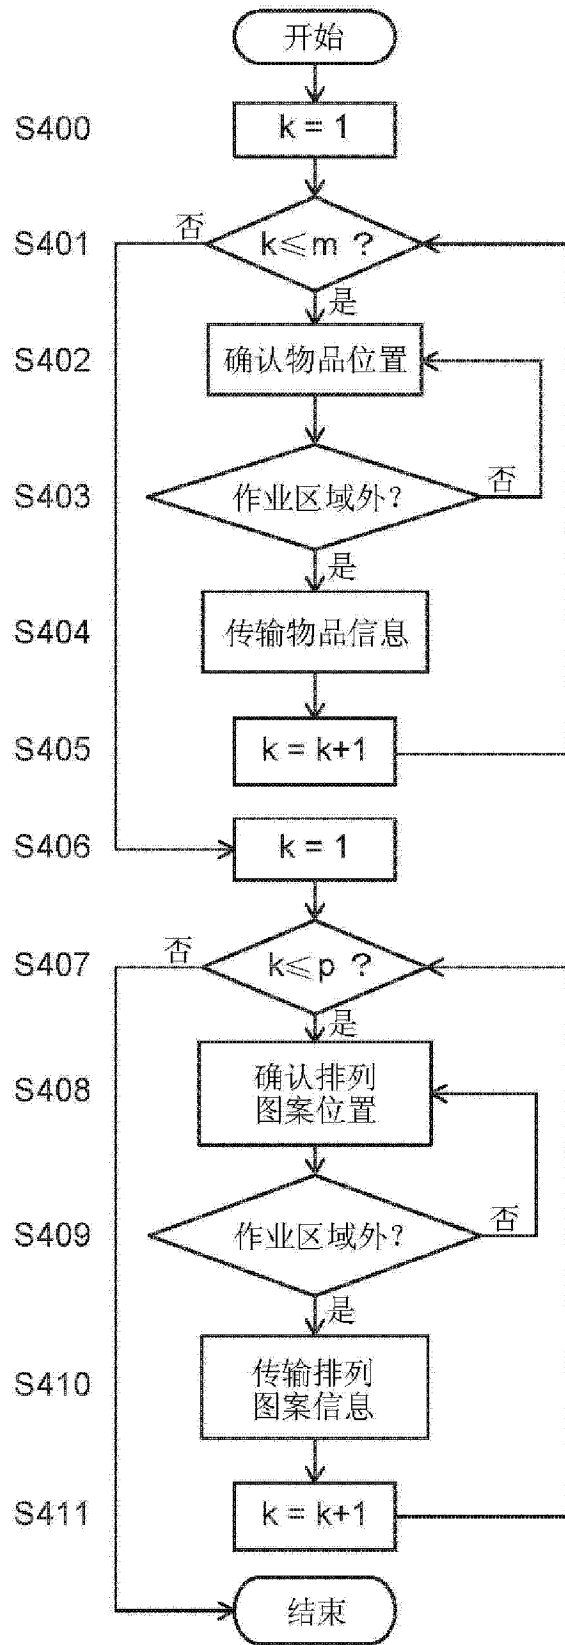 开始
S400
k = 1
S401
否
k≤m ?
是
S402
确认物品位置
S403
作业区域外?
否
是
S404
传输物品信息
S405
k = k+1
S406
k = 1
S407
否
k≤p ?
是
S408
确认排列
图案位置
S409
作业区域外?
否
是
S410
传输排列
图案信息
S411
k = k+1
结束